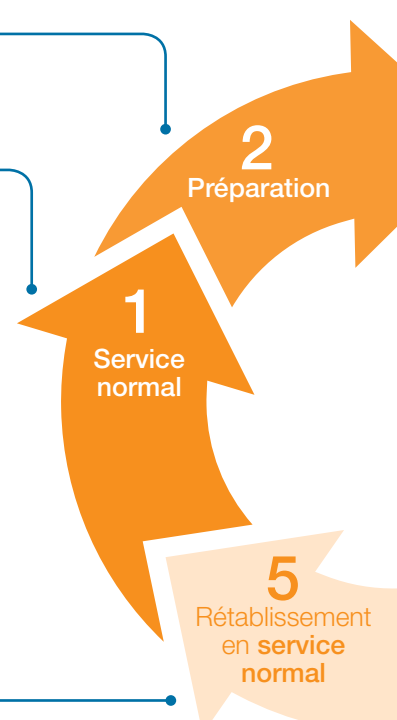 2
Préparation
1
Service
normal
5
Rétablissement
en service
normal